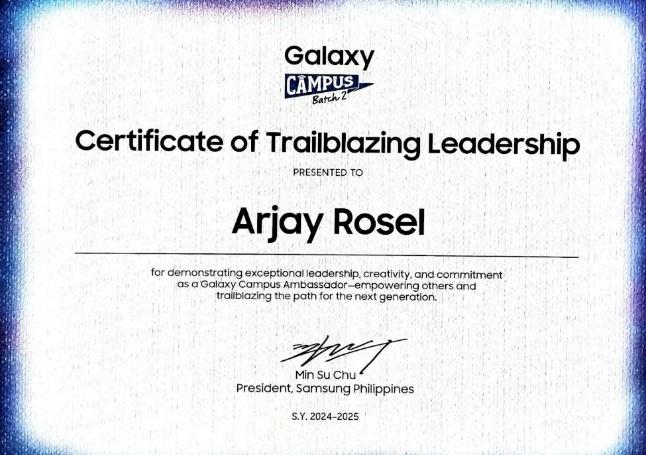 Galaxy
CAMPUS
Batch 2
Certificate of Trailblazing Leadership
PRESENTED TO
Arjay Rosel
for demonstrating exceptional leadership, creativity, and commitment
as a Galaxy Campus Ambassador—empowering others and
trailblazing the path for the next generation.
Min Su Chu
President, Samsung Philippines
S.Y. 2024-2025